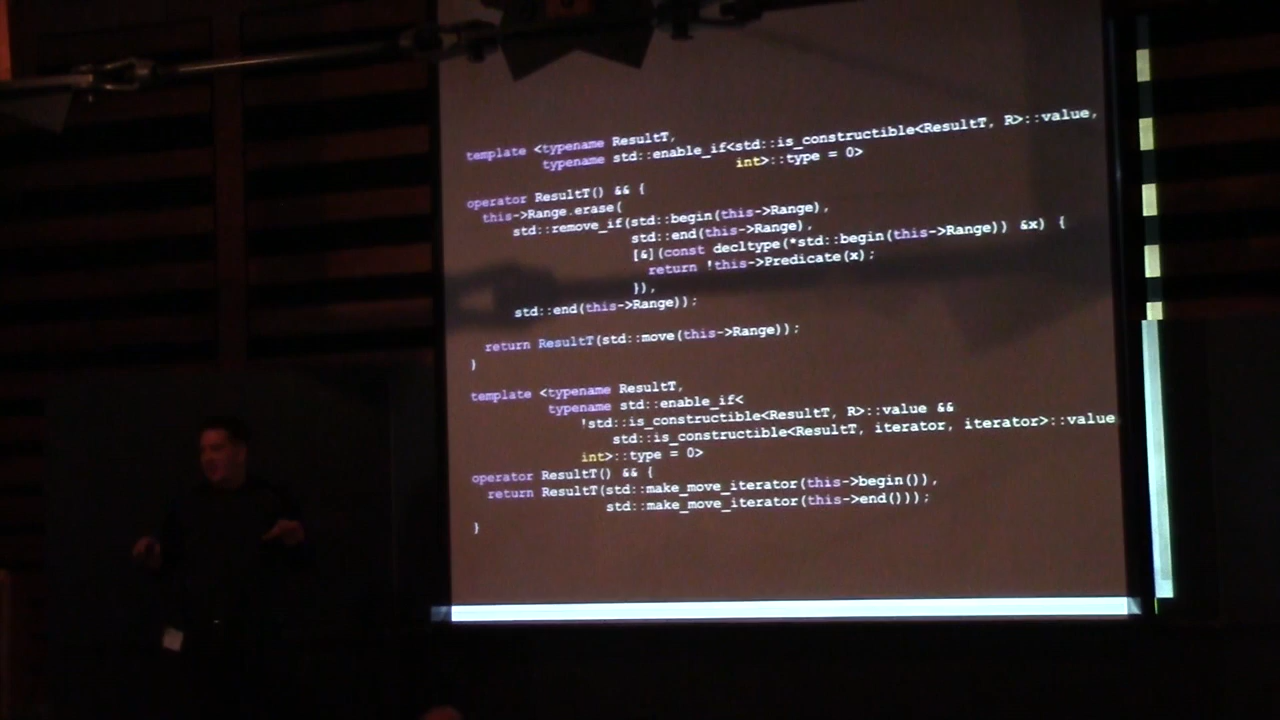 template <typename ResultT,
typename std::enable_if<std::is_constructible<ResultT, R>::value,
int>::type = 0>
operator ResultT() && {
this->Range.erase(
std::remove_if(std::begin(this->Range),
std::end(this->Range),
[&](const decltype(*std::begin(this->Range)) &x) {
return !this->Predicate(x);
}),
std::end(this->Range));
return ResultT(std::move(this->Range));
}
template <typename ResultT,
typename std::enable_if<
!std::is_constructible<ResultT, R>::value &&
std::is_constructible<ResultT, iterator, iterator>::value
int>::type = 0>
operator ResultT() && {
return ResultT(std::make_move_iterator(this->begin()),
std::make_move_iterator(this->end()));
}